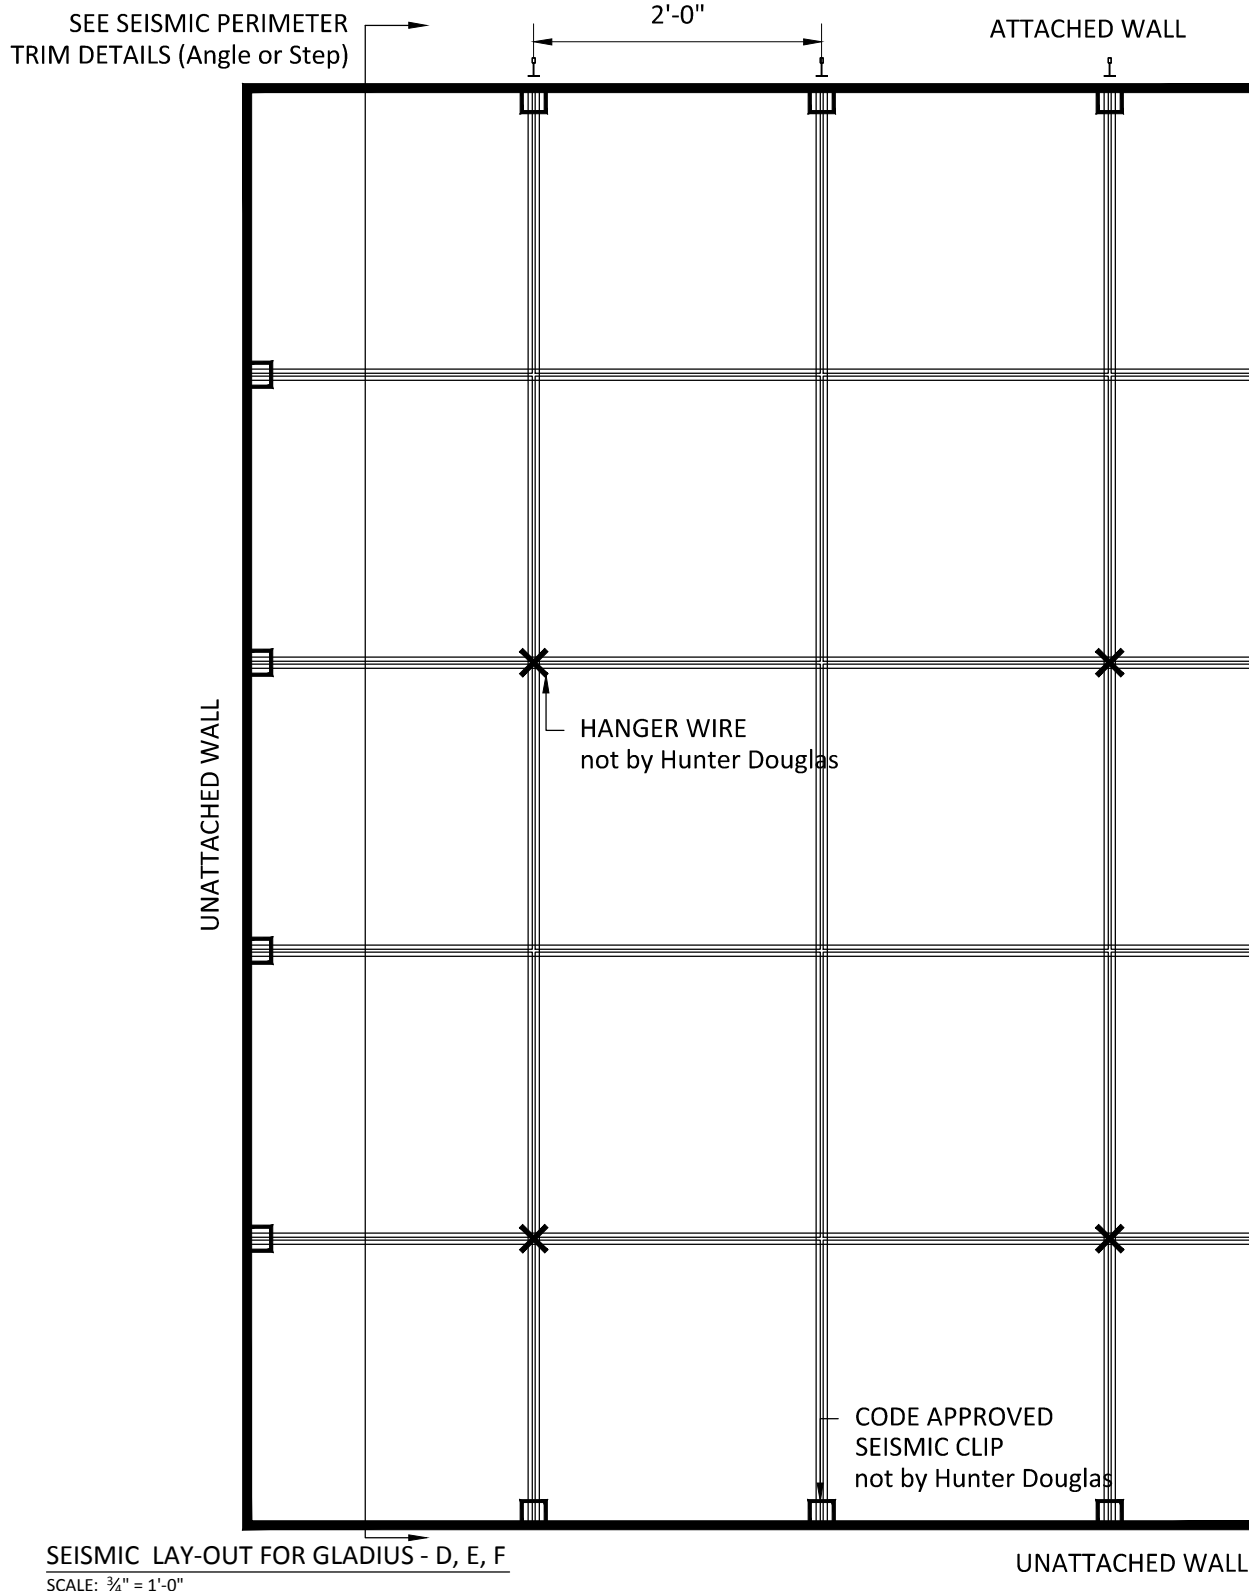 SEE SEISMIC PERIMETER
TRIM DETAILS (Angle or Step)
2'-0"
ATTACHED WALL
UNATTACHED WALL
HANGER WIRE
not by Hunter Douglas
CODE APPROVED
SEISMIC CLIP
not by Hunter Douglas
SEISMIC LAY-OUT FOR GLADIUS - D, E, F
SCALE: ¾" = 1'-0"
UNATTACHED WALL